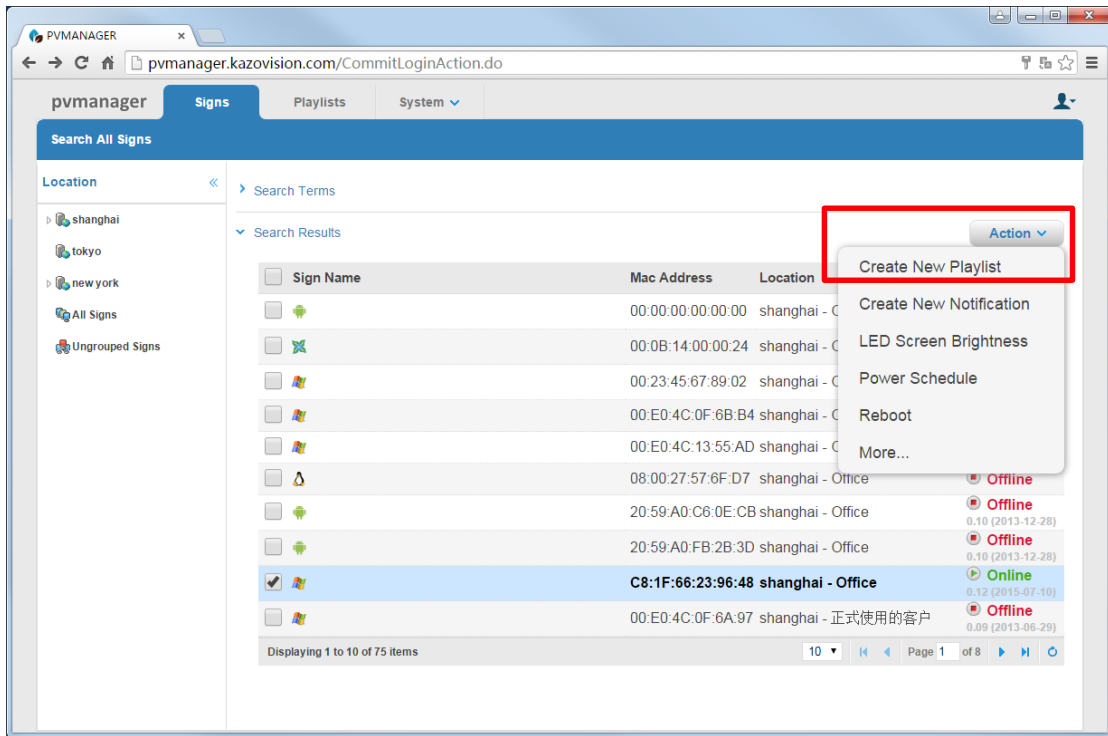 PVMANAGER
pvmanager.kazovision.com/CommitLoginAction.do
pvmanager Signs Playlists System
Search All Signs
Location
shanghai
tokyo
new york
All Signs
Ungrouped Signs
Search Terms
Search Results
Action
Create New Playlist
Create New Notification
LED Screen Brightness
Power Schedule
Reboot
More...
Sign Name Mac Address Location
00:00:00:00:00:00 shanghai -
00:0B:14:00:00:24 shanghai -
00:23:45:67:89:02 shanghai -
00:E0:4C:0F:6B:B4 shanghai -
00:E0:4C:13:55:AD shanghai -
08:00:27:57:6F:D7 shanghai - Office Offline
20:59:A0:C6:0E:CB shanghai - Office Offline
0.10 (2013-12-28)
20:59:A0:FB:2B:3D shanghai - Office Offline
0.10 (2013-12-28)
C8:1F:66:23:96:48 shanghai - Office Online
0.12 (2015-07-10)
00:E0:4C:0F:6A:97 shanghai - 正式使用的客户 Offline
0.09 (2013-06-29)
Displaying 1 to 10 of 75 items 10 Page 1 of 8